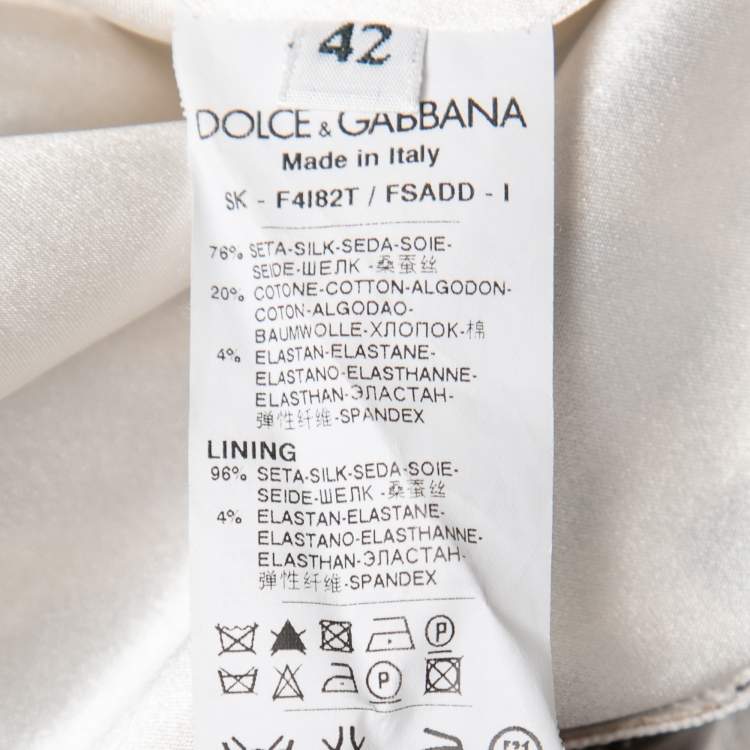 42
DOLCE & GABBANA
Made in Italy
SK - F4I82T / FSADD - I
76% SETA-SILK-SEDA-SOIE-
SEIDE-ШЕЛК -桑蚕丝
20% COTONE-COTTON-ALGODON-
COTON-ALGODAO-
BAUMWOLLE-ХЛОПОК-棉
4% ELASTAN-ELASTANE-
ELASTANO-ELASTHANNE-
ELASTHAN-ЭЛАСТАН-
弹性纤维-SPANDEX
LINING
96% SETA-SILK-SEDA-SOIE-
SEIDE-ШЕЛК -桑蚕丝
4% ELASTAN-ELASTANE-
ELASTANO-ELASTHANNE-
ELASTHAN-ЭЛАСТАН-
弹性纤维-SPANDEX
P
P